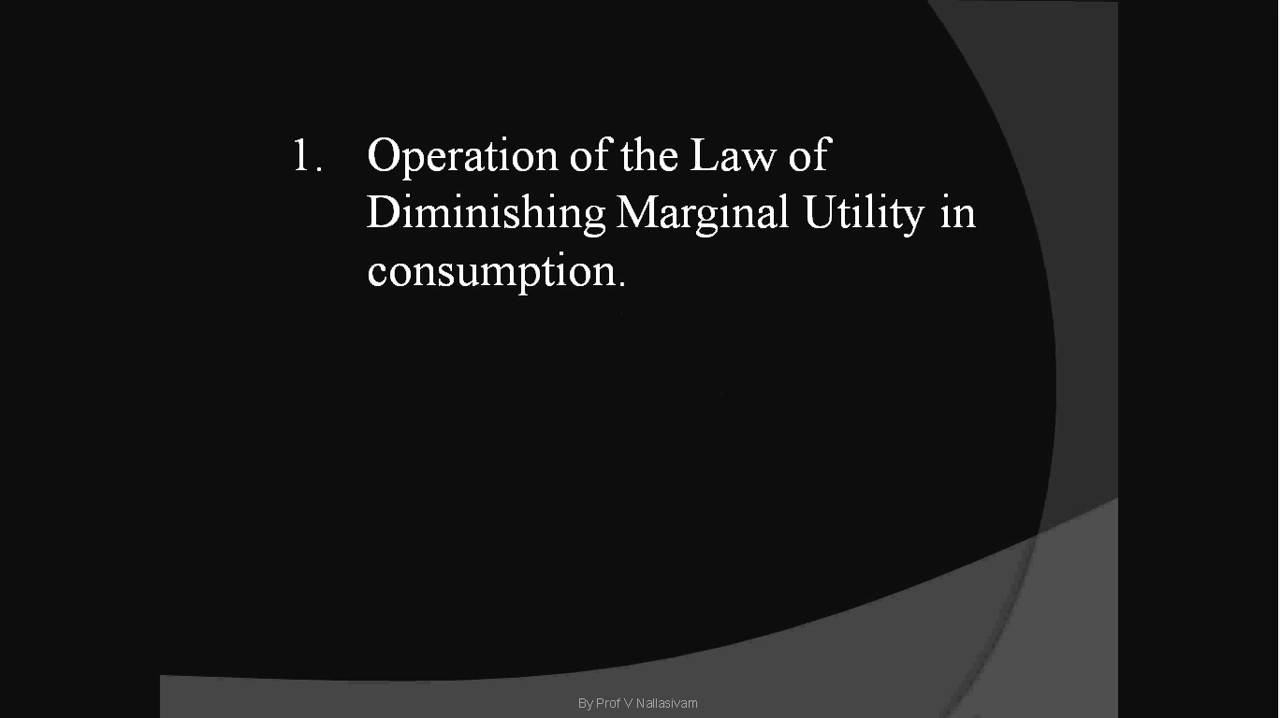 1. Operation of the Law of
Diminishing Marginal Utility in
consumption.
By Prof V Nallasivam